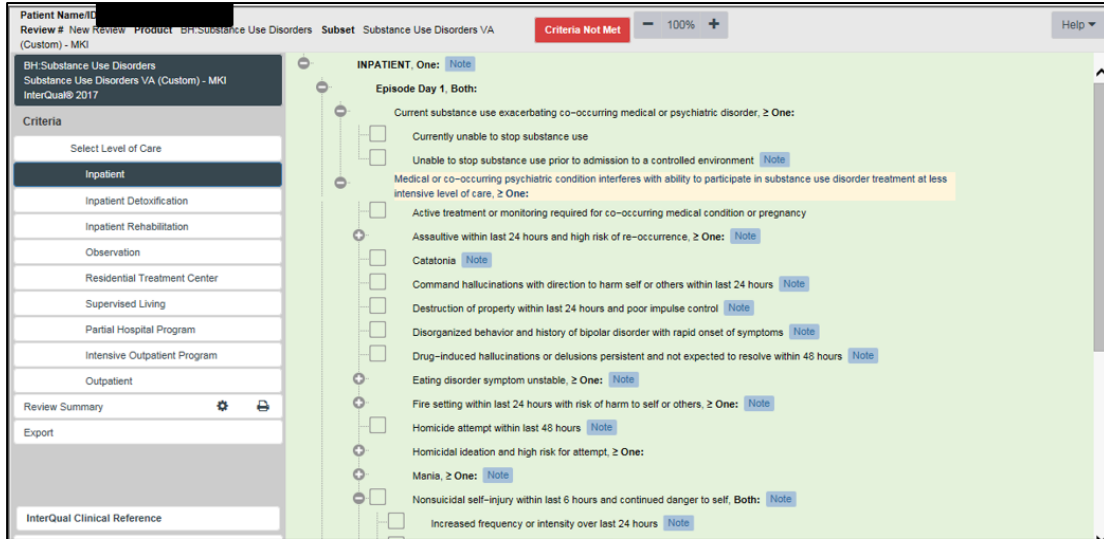 Patient Name/ID
Review # New Review Product BH:Substance Use Disorders Subset Substance Use Disorders VA
(Custom) - MKI
Criteria Not Met
100%
Help
BH:Substance Use Disorders
Substance Use Disorders VA (Custom) - MKI
InterQual® 2017
Criteria
Select Level of Care
Inpatient
Inpatient Detoxification
Inpatient Rehabilitation
Observation
Residential Treatment Center
Supervised Living
Partial Hospital Program
Intensive Outpatient Program
Outpatient
Review Summary
Export
InterQual Clinical Reference
INPATIENT, One: Note
Episode Day 1, Both:
Current substance use exacerbating co-occurring medical or psychiatric disorder, ≥ One:
Currently unable to stop substance use
Unable to stop substance use prior to admission to a controlled environment Note
Medical or co-occurring psychiatric condition interferes with ability to participate in substance use disorder treatment at less
intensive level of care, ≥ One:
Active treatment or monitoring required for co-occurring medical condition or pregnancy
Assaultive within last 24 hours and high risk of re-occurrence, ≥ One: Note
Catatonia Note
Command hallucinations with direction to harm self or others within last 24 hours Note
Destruction of property within last 24 hours and poor impulse control Note
Disorganized behavior and history of bipolar disorder with rapid onset of symptoms Note
Drug-induced hallucinations or delusions persistent and not expected to resolve within 48 hours Note
Eating disorder symptom unstable, ≥ One: Note
Fire setting within last 24 hours with risk of harm to self or others, ≥ One: Note
Homicide attempt within last 48 hours Note
Homicidal ideation and high risk for attempt, ≥ One:
Mania, ≥ One: Note
Nonsuicidal self-injury within last 6 hours and continued danger to self, Both: Note
Increased frequency or intensity over last 24 hours Note